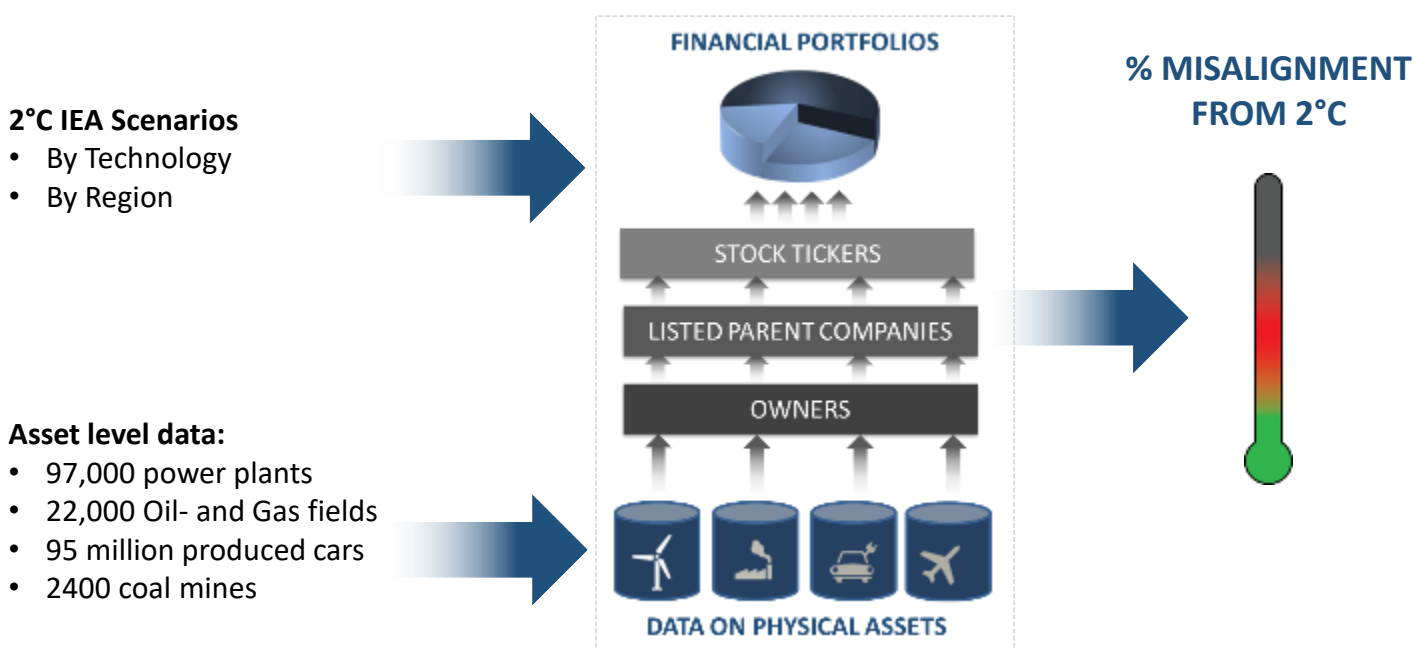 2°C IEA Scenarios
• By Technology
• By Region
Asset level data:
• 97,000 power plants
• 22,000 Oil- and Gas fields
• 95 million produced cars
• 2400 coal mines
FINANCIAL PORTFOLIOS
STOCK TICKERS
LISTED PARENT COMPANIES
OWNERS
DATA ON PHYSICAL ASSETS
% MISALIGNMENT
FROM 2°C